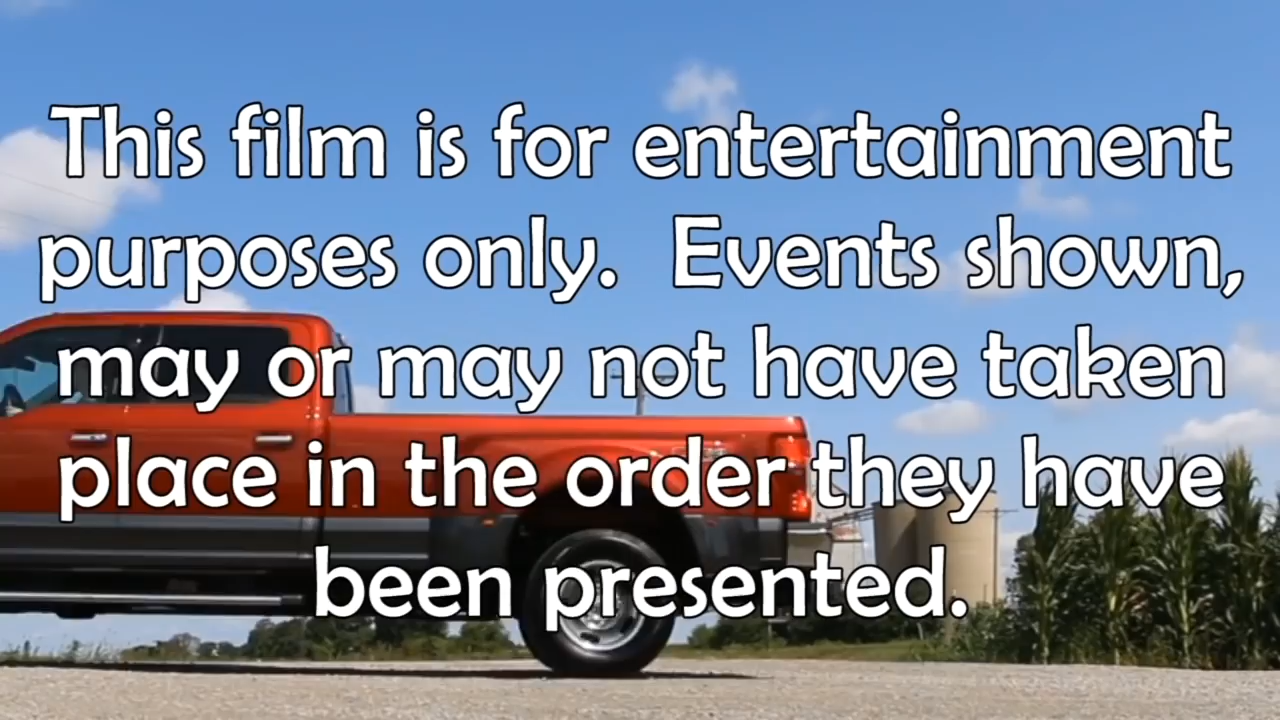 This film is for entertainment
purposes only.  Events shown,
may or may not have taken
place in the order they have
been presented.